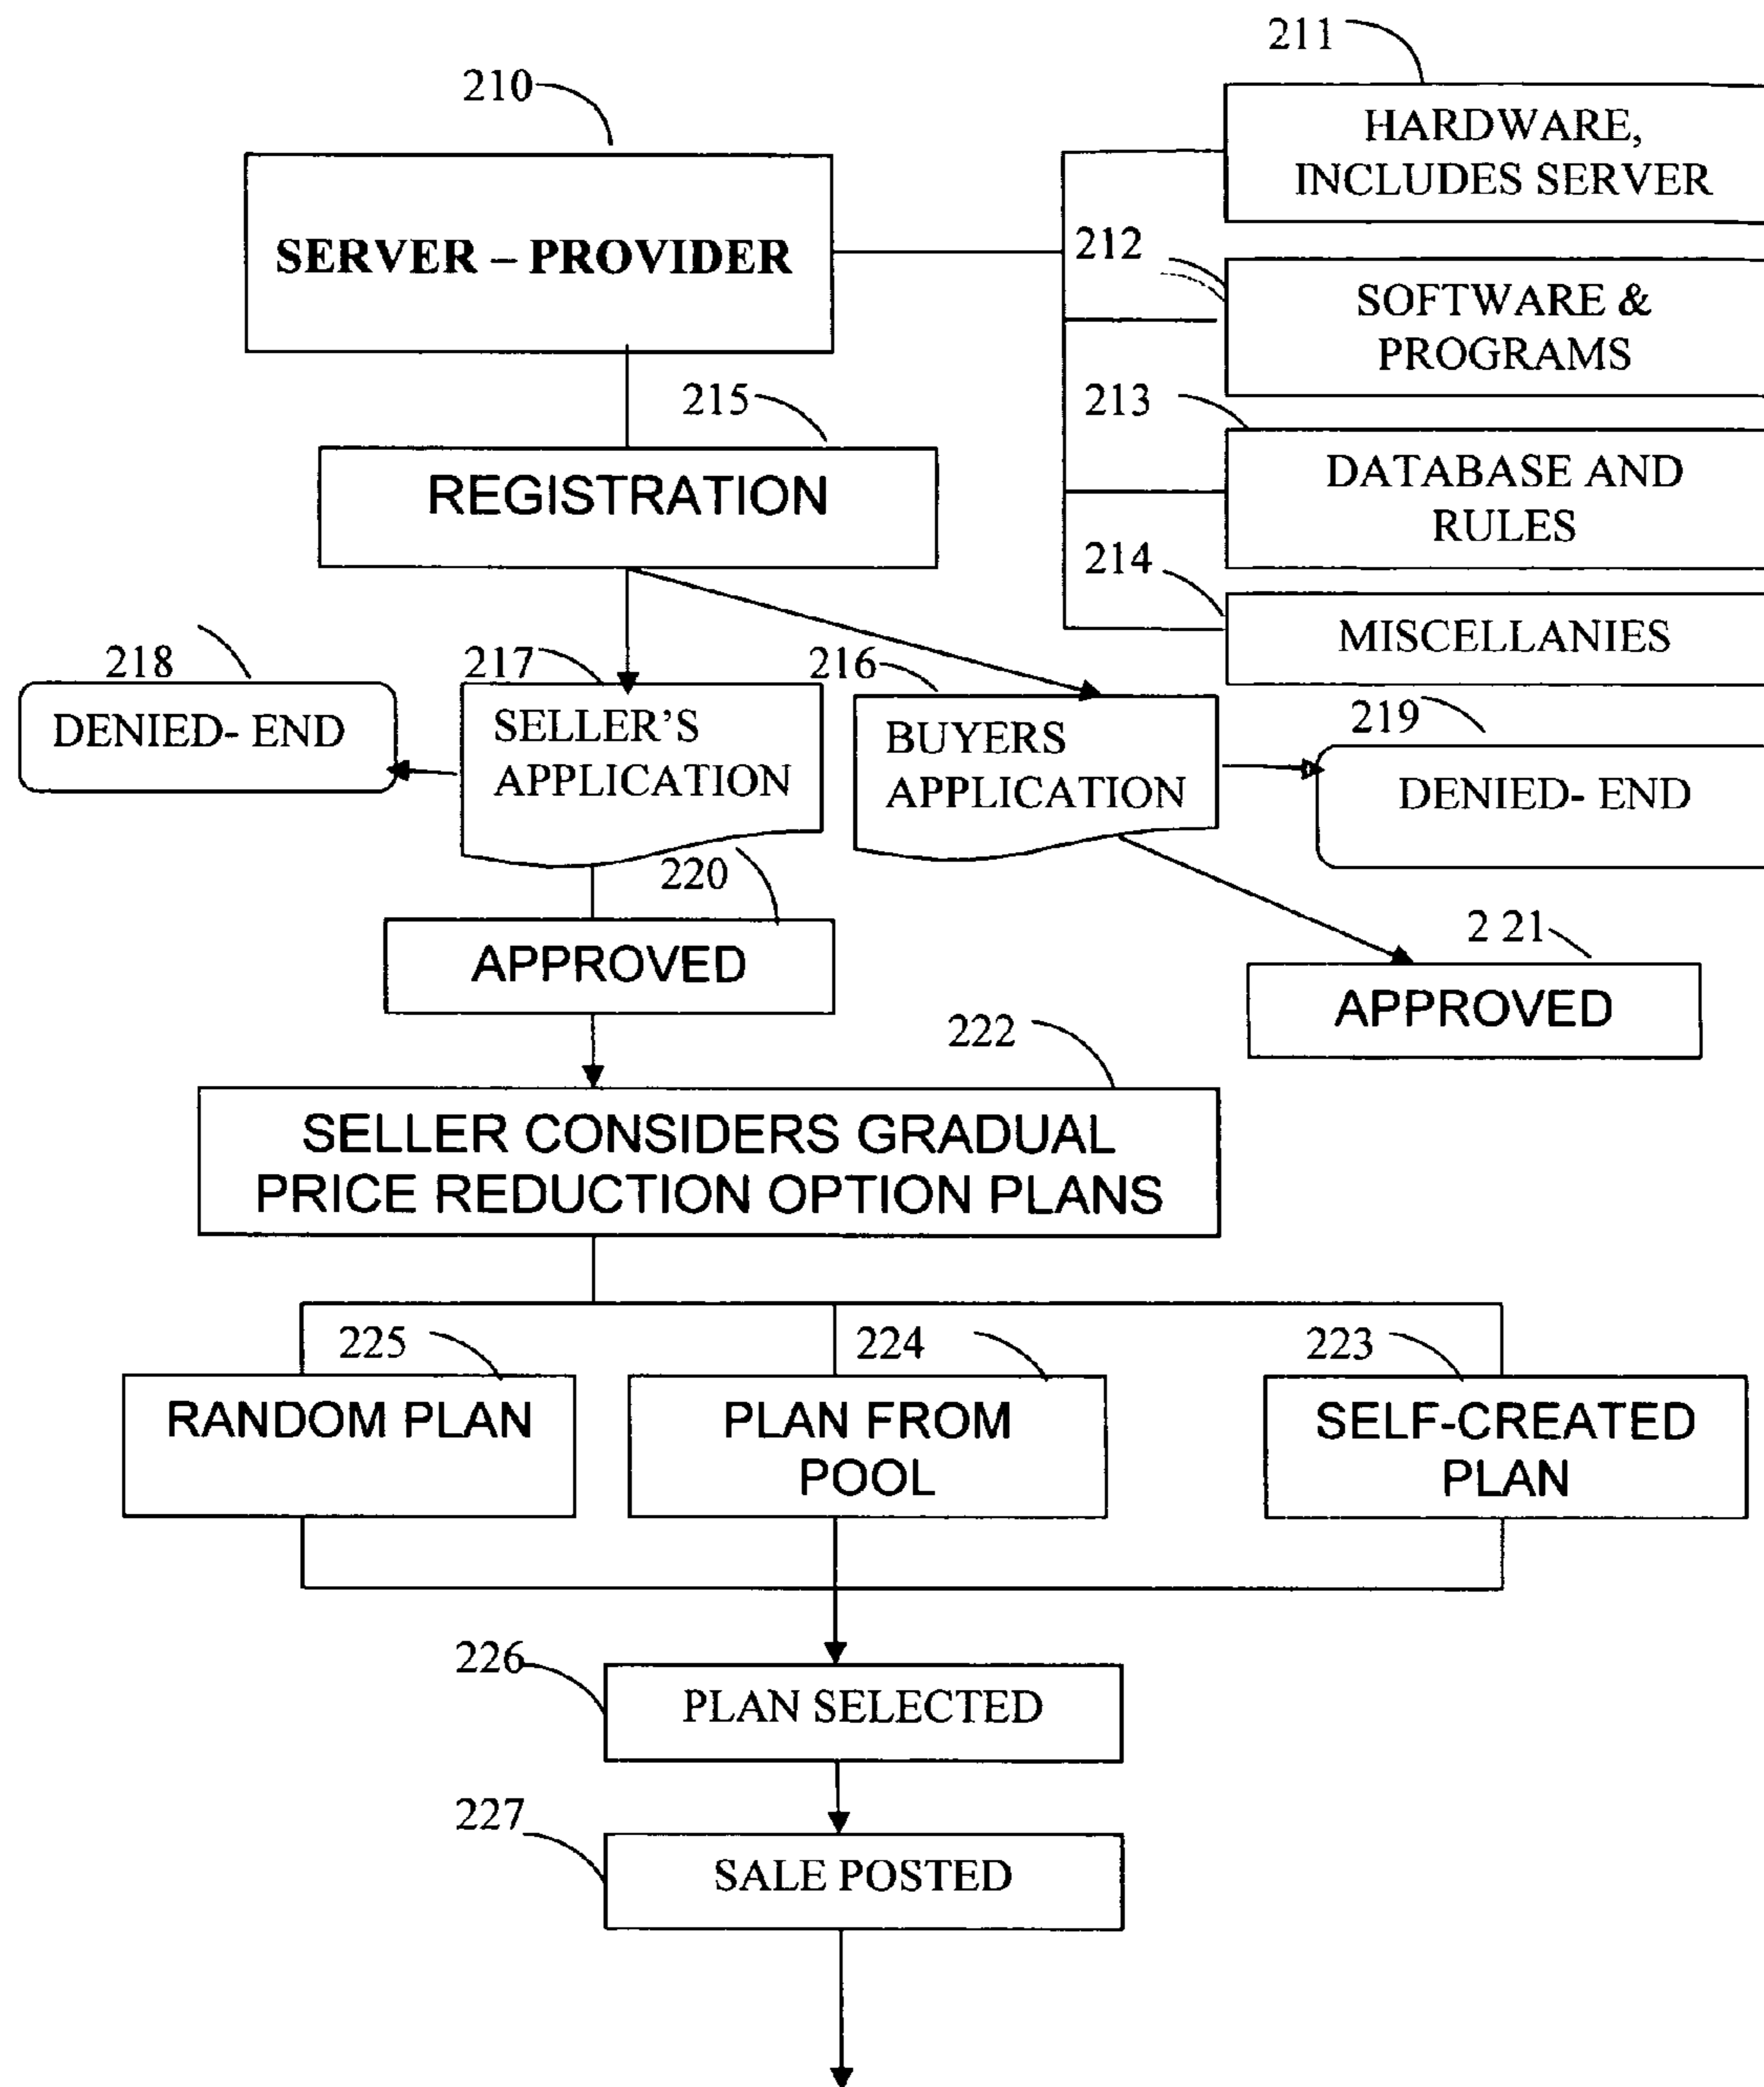 211
210
HARDWARE,
INCLUDES SERVER
SERVER – PROVIDER
212
SOFTWARE &
PROGRAMS
215
213
REGISTRATION
DATABASE AND
RULES
214
MISCELLANIES
218
217
216
219
DENIED- END
SELLER’S
APPLICATION
BUYERS
APPLICATION
DENIED- END
220
2 21
APPROVED
APPROVED
222
SELLER CONSIDERS GRADUAL
PRICE REDUCTION OPTION PLANS
225
224
223
RANDOM PLAN
PLAN FROM
POOL
SELF-CREATED
PLAN
226
PLAN SELECTED
227
SALE POSTED